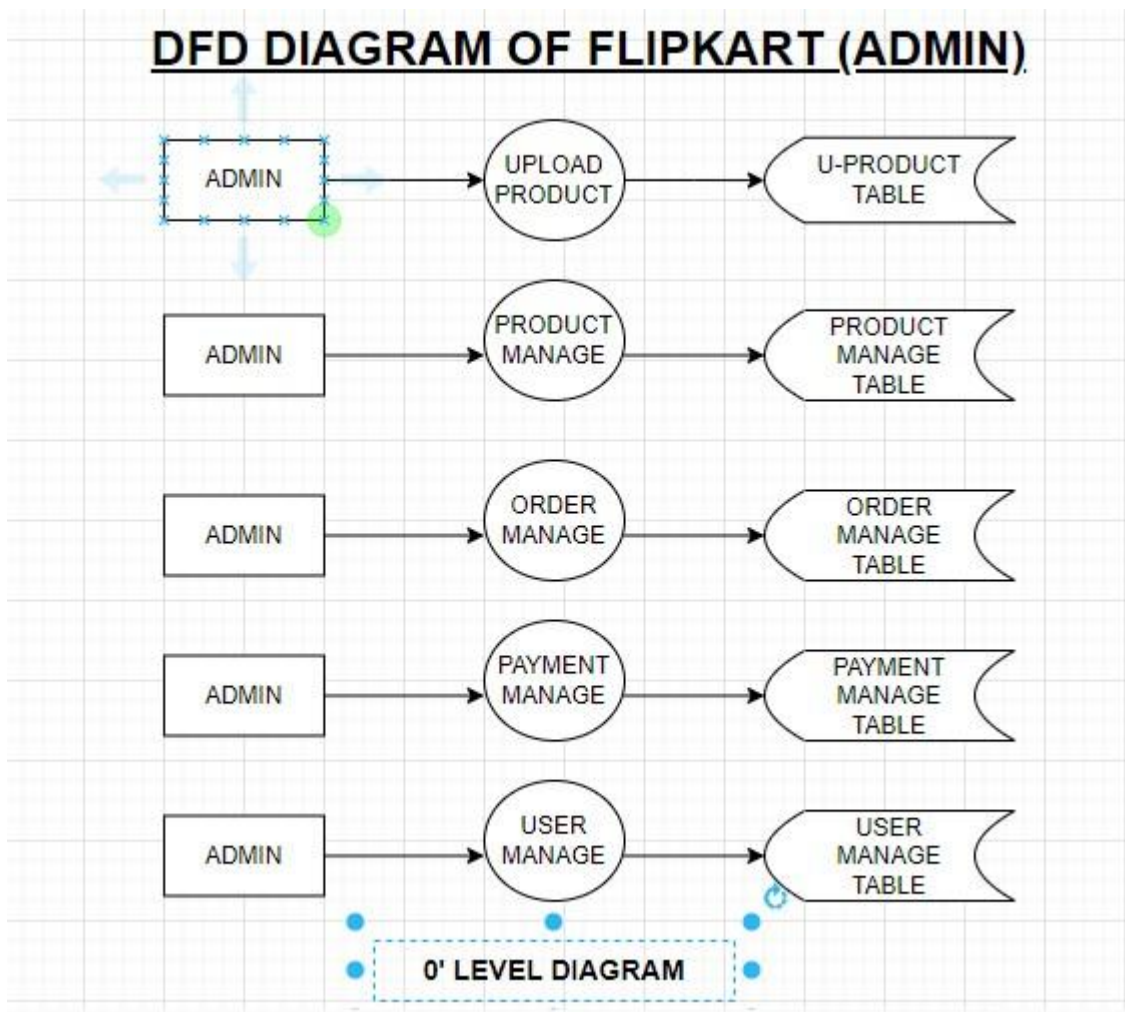 DFD DIAGRAM OF FLIPKART (ADMIN)
ADMIN
UPLOAD
PRODUCT
U-PRODUCT
TABLE
ADMIN
PRODUCT
MANAGE
PRODUCT
MANAGE
TABLE
ADMIN
ORDER
MANAGE
ORDER
MANAGE
TABLE
ADMIN
PAYMENT
MANAGE
PAYMENT
MANAGE
TABLE
ADMIN
USER
MANAGE
USER
MANAGE
TABLE
0' LEVEL DIAGRAM